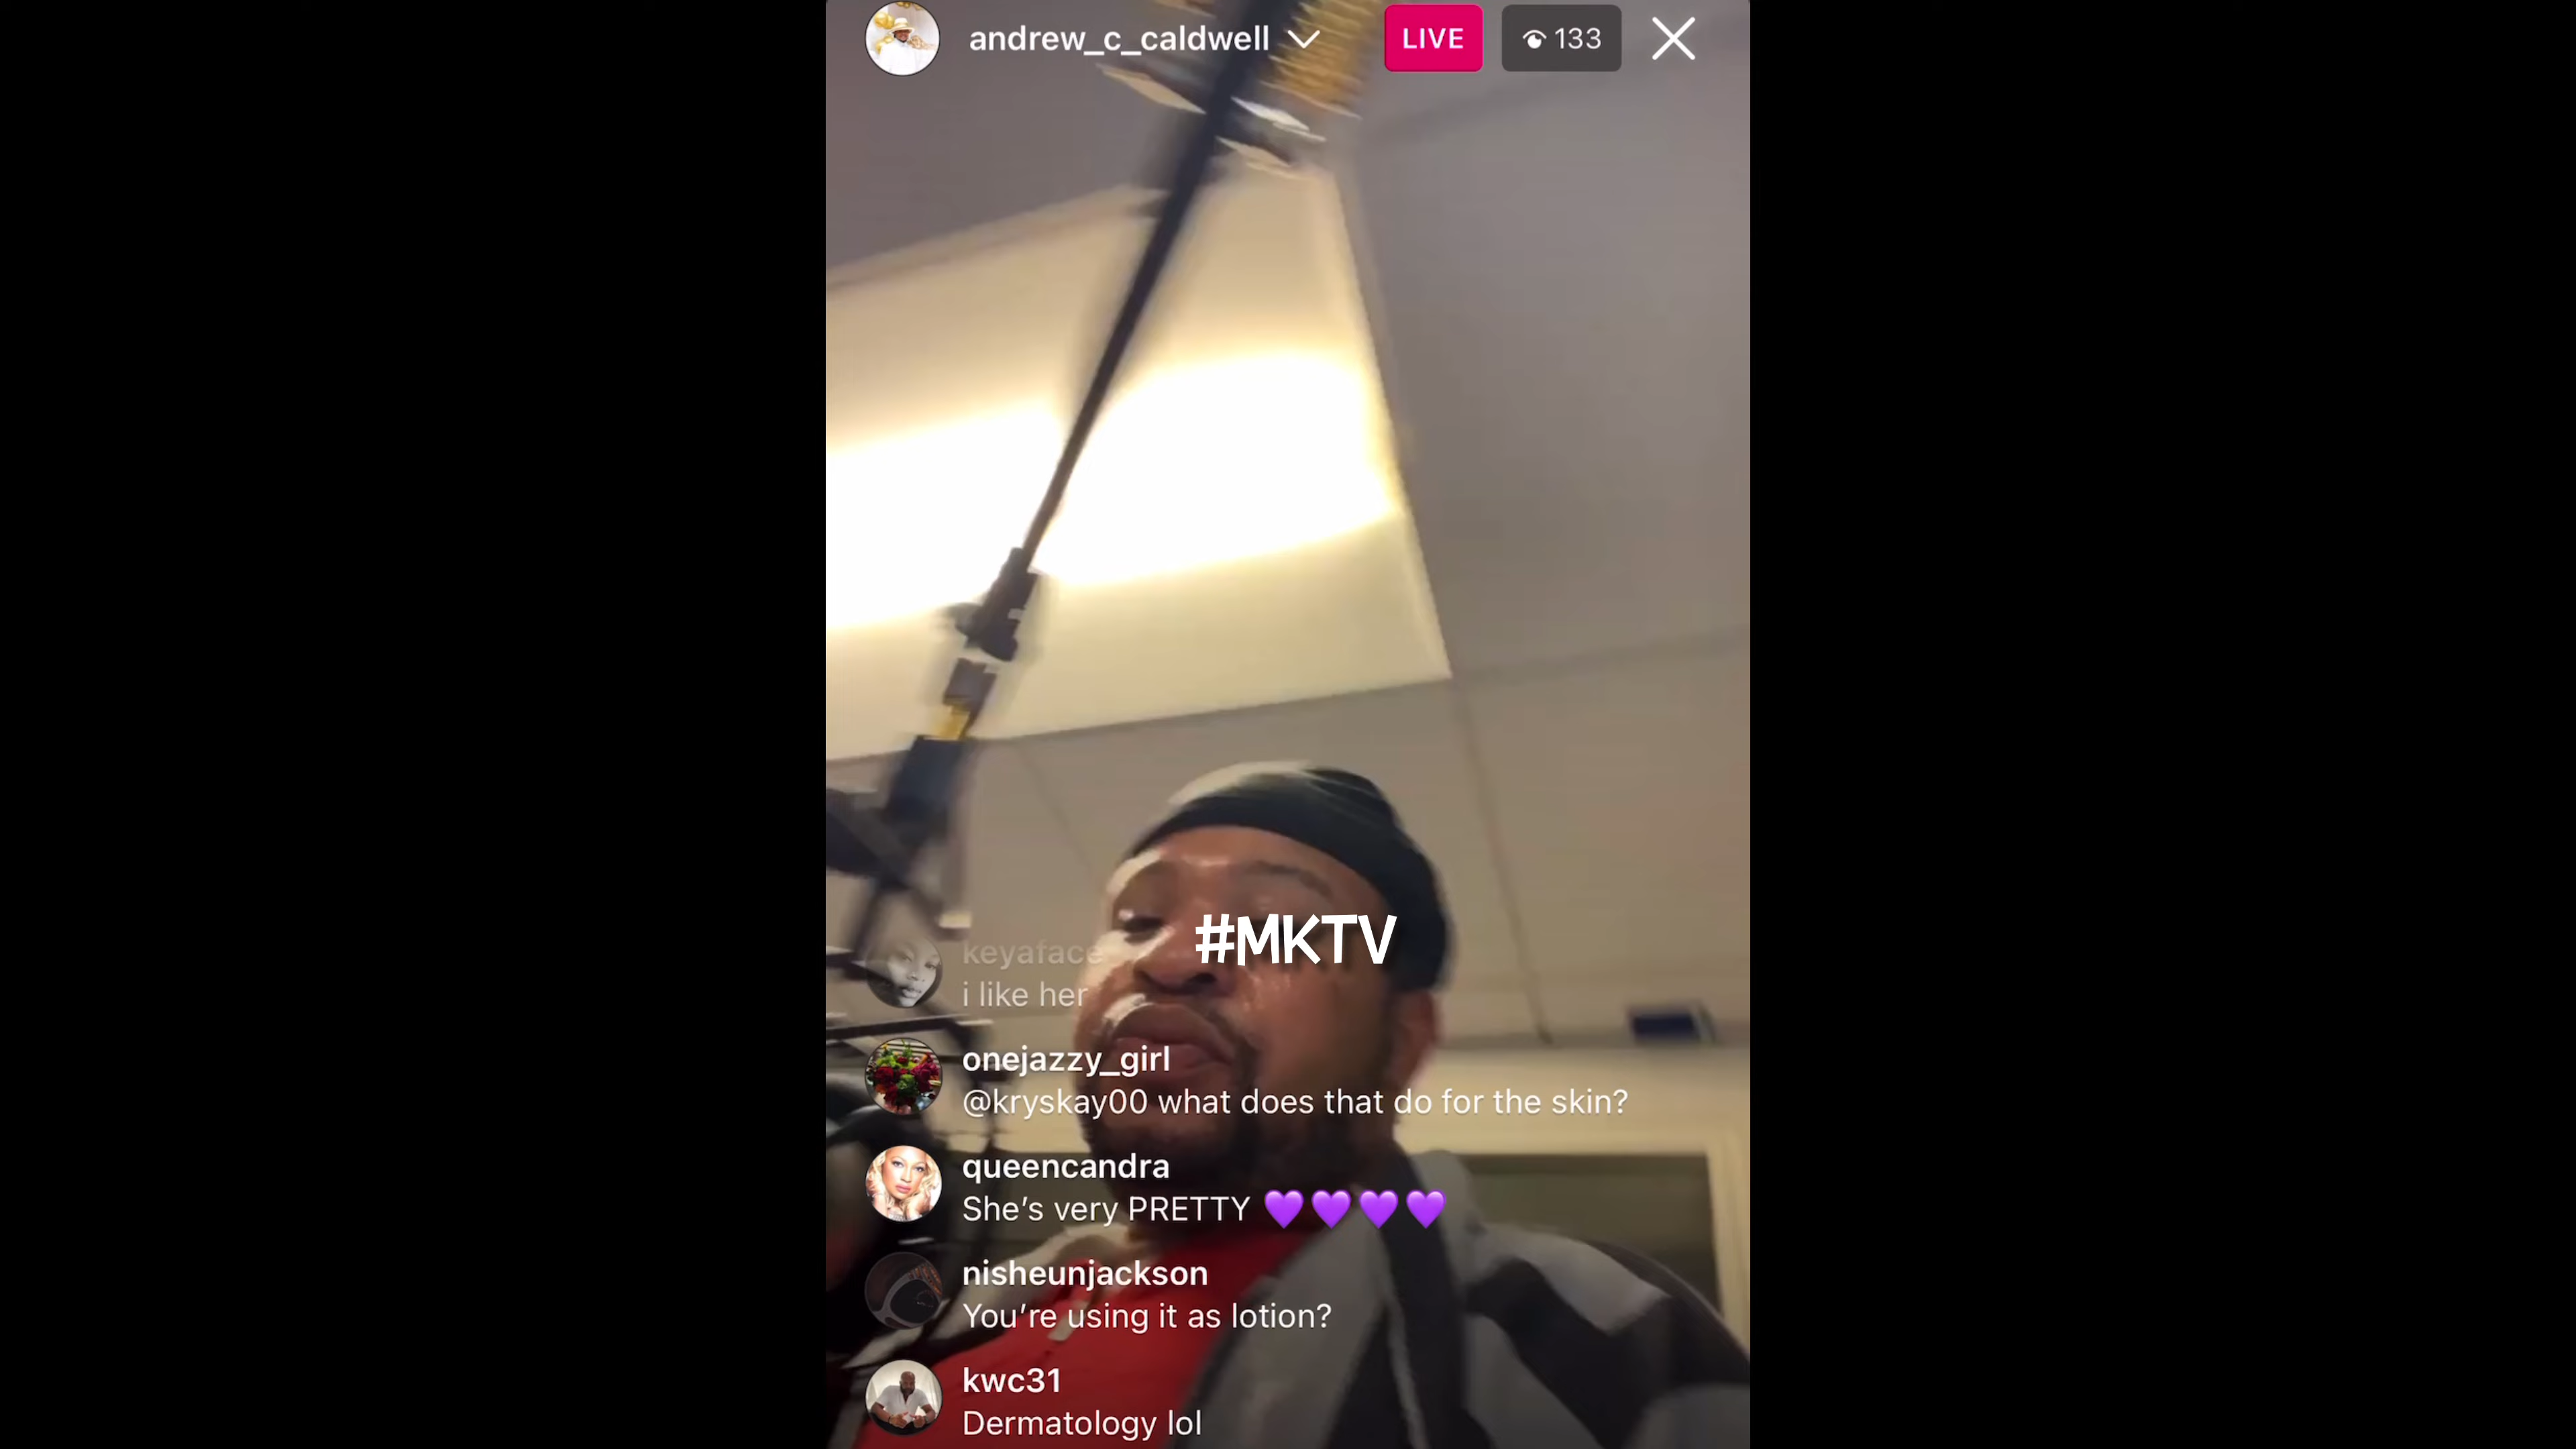 andrew_c_caldwell
LIVE
133
#MKTV
keyaface
i like her
onejazzy_girl
@kryskay00 what does that do for the skin?
queencandra
She's very PRETTY 💜💜💜💜
nisheunjackson
You're using it as lotion?
kwc31
Dermatology lol